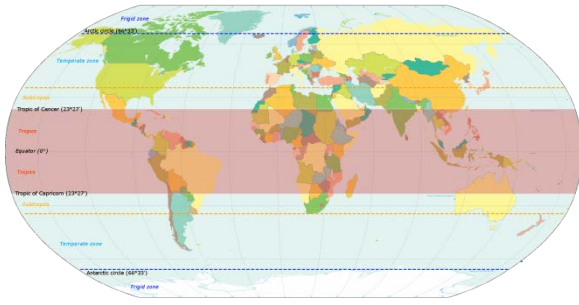 Frigid zone
Arctic circle (66°33')
Temperate zone
Subtropics
Tropic of Cancer (23°27')
Tropics
Equator (0°)
Tropics
Tropic of Capricorn (23°27')
Subtropics
Temperate zone
Antarctic circle (66°33')
Frigid zone